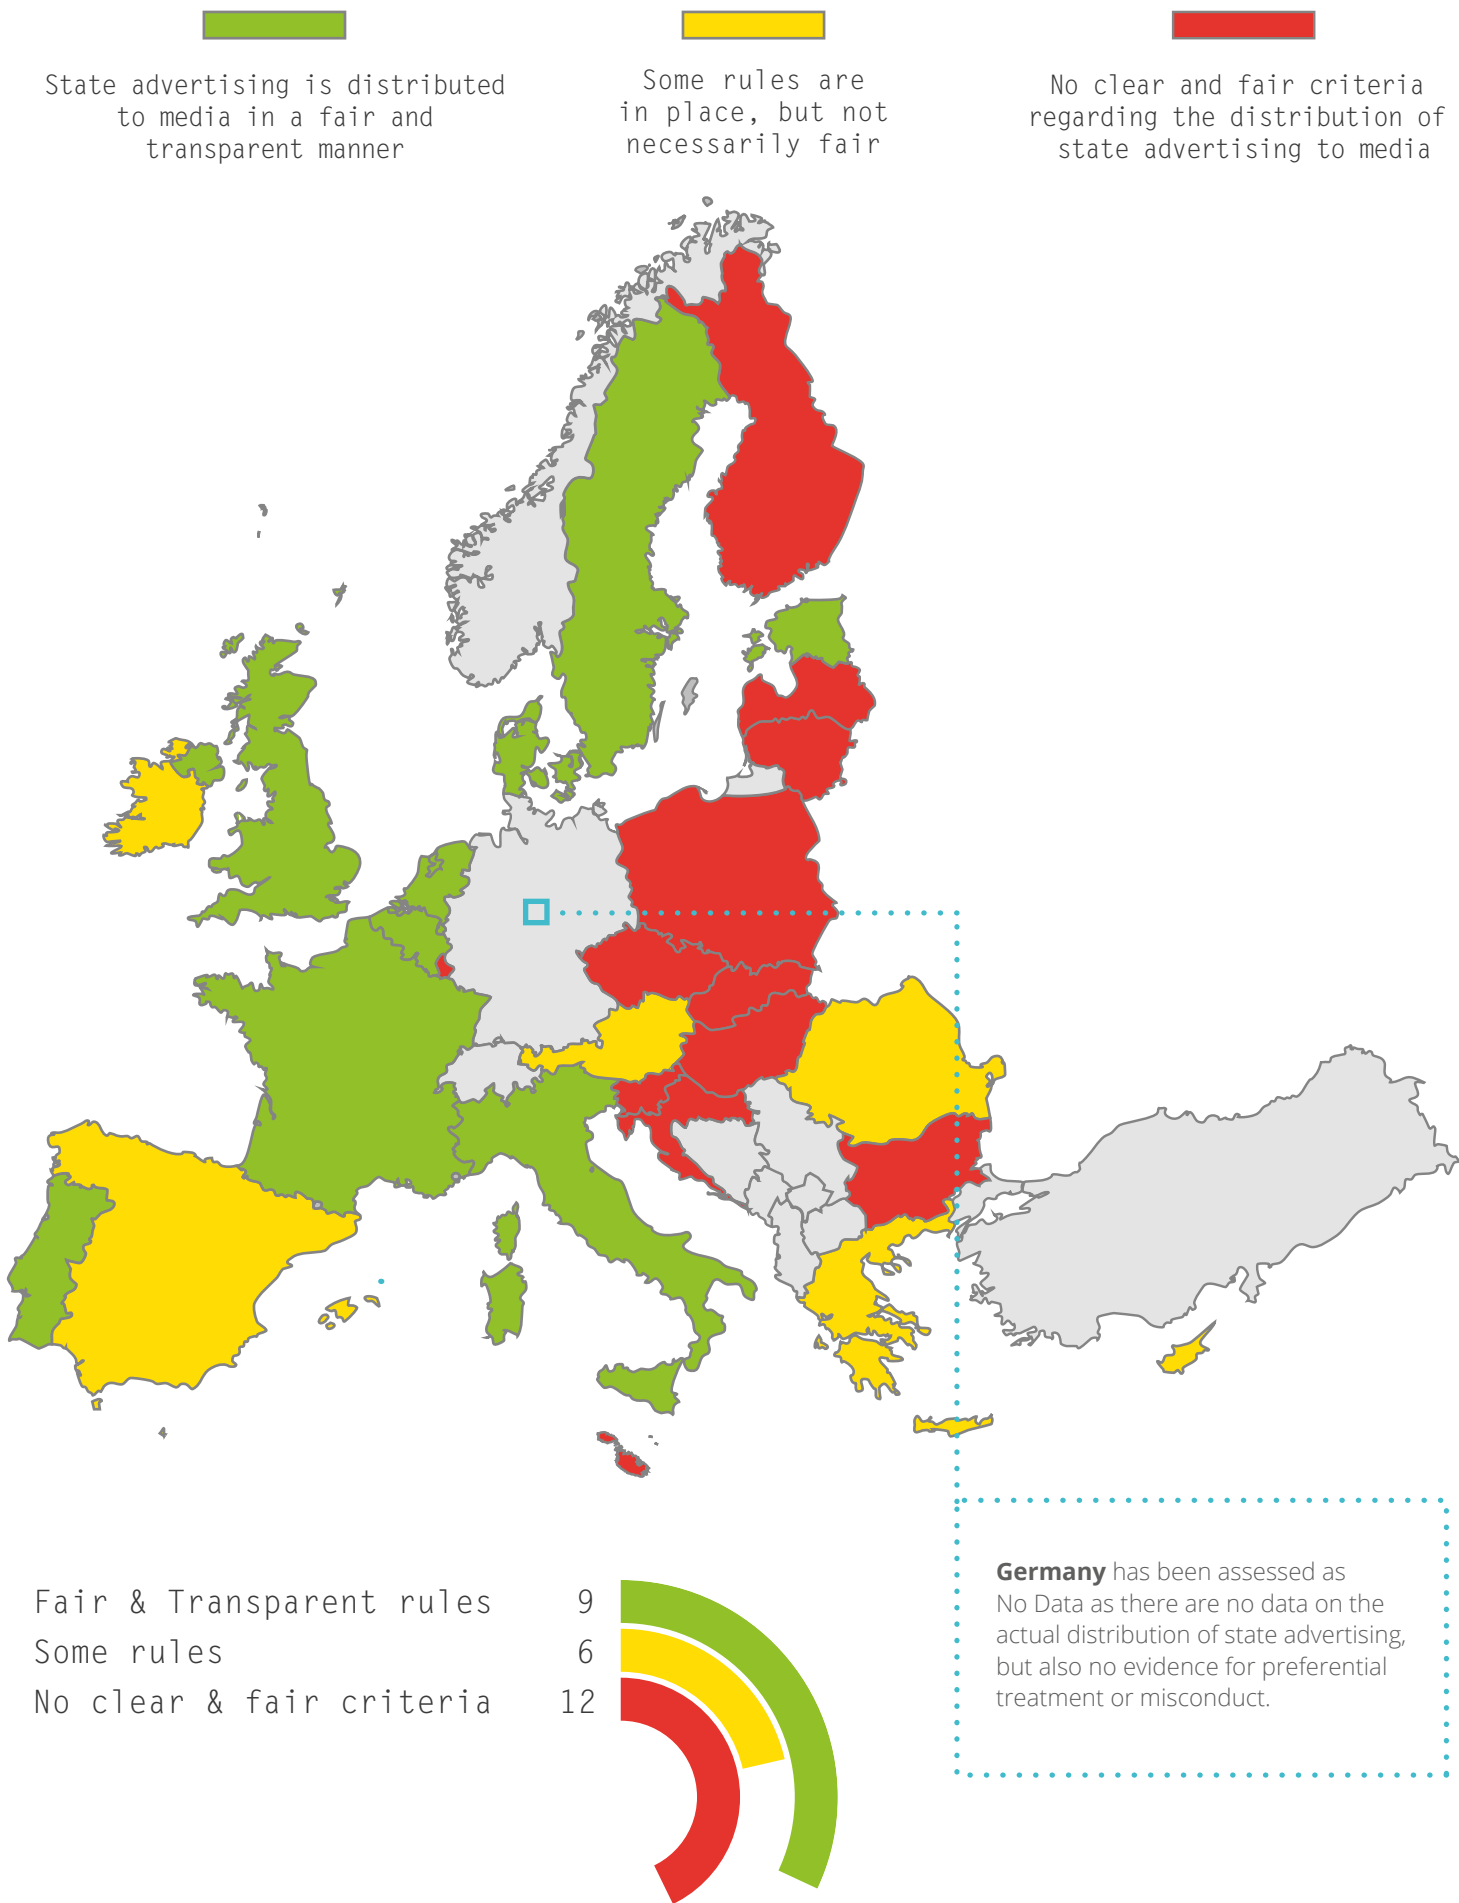 State advertising is distributed
to media in a fair and
transparent manner
Some rules are
in place, but not
necessarily fair
No clear and fair criteria
regarding the distribution of
state advertising to media
Fair & Transparent rules 9
Some rules 6
No clear & fair criteria 12
Germany has been assessed as
No Data as there are no data on the
actual distribution of state advertising,
but also no evidence for preferential
treatment or misconduct.